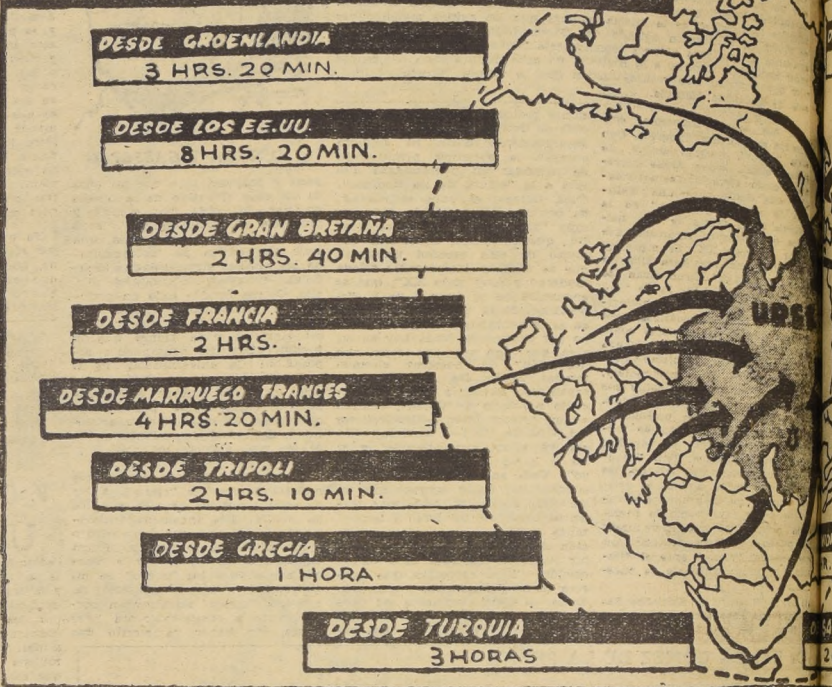 DESDE GROENLANDIA
3 HRS. 20 MIN.
DESDE LOS EE.UU.
8 HRS. 20 MIN.
DESDE GRAN BRETAÑA
2 HRS. 40 MIN.
DESDE FRANCIA
2 HRS.
DESDE MARRUECO FRANCES
4 HRS. 20 MIN.
DESDE TRIPOLI
2 HRS. 10 MIN.
DESDE GRECIA
1 HORA
DESDE TURQUIA
3 HORAS